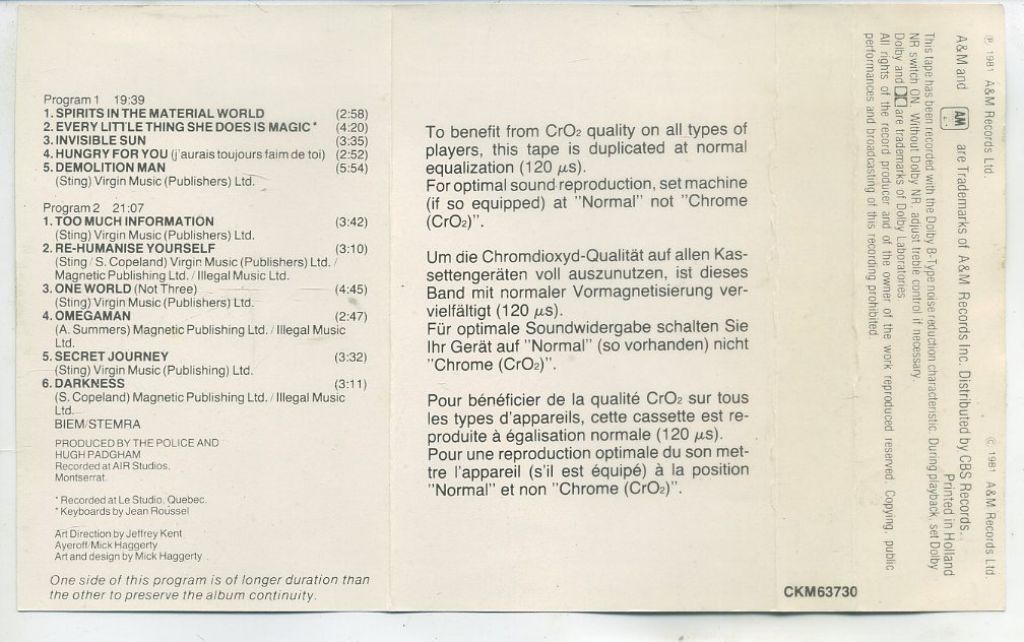 Program 1 19:39
1. SPIRITS IN THE MATERIAL WORLD (2:58)
2. EVERY LITTLE THING SHE DOES IS MAGIC * (4:20)
3. INVISIBLE SUN (3:35)
4. HUNGRY FOR YOU (j'aurais toujours faim de toi) (2:52)
5. DEMOLITION MAN (5:54)
(Sting) Virgin Music (Publishers) Ltd.
Program 2 21:07
1. TOO MUCH INFORMATION (3:42)
(Sting) Virgin Music (Publishers) Ltd.
2. RE-HUMANISE YOURSELF (3:10)
(Sting / S. Copeland) Virgin Music (Publishers) Ltd. /
Magnetic Publishing Ltd. / Illegal Music Ltd.
3. ONE WORLD (Not Three) (4:45)
(Sting) Virgin Music (Publishers) Ltd.
4. OMEGAMAN (2:47)
(A. Summers) Magnetic Publishing Ltd. / Illegal Music
Ltd.
5. SECRET JOURNEY (3:32)
(Sting) Virgin Music (Publishing) Ltd.
6. DARKNESS (3:11)
(S. Copeland) Magnetic Publishing Ltd. / Illegal Music
Ltd.
BIEM/STEMRA
PRODUCED BY THE POLICE AND
HUGH PADGHAM
Recorded at AIR Studios,
Montserrat.
* Recorded at Le Studio, Quebec.
* Keyboards by Jean Roussel
Art Direction by Jeffrey Kent
Ayeroff/Mick Haggerty
Art and design by Mick Haggerty
One side of this program is of longer duration than
the other to preserve the album continuity.
To benefit from CrO2 quality on all types of
players, this tape is duplicated at normal
equalization (120 µs).
For optimal sound reproduction, set machine
(if so equipped) at "Normal" not "Chrome
(CrO2)".
Um die Chromdioxyd-Qualität auf allen Kas-
settengeräten voll auszunutzen, ist dieses
Band mit normaler Vormagnetisierung ver-
vielfältigt (120 µs).
Für optimale Soundwidergabe schalten Sie
Ihr Gerät auf "Normal" (so vorhanden) nicht
"Chrome (CrO2)".
Pour bénéficier de la qualité CrO2 sur tous
les types d'appareils, cette cassette est re-
produite à égalisation normale (120 µs).
Pour une reproduction optimale du son met-
tre l'appareil (s'il est équipé) à la position
"Normal" et non "Chrome (CrO2)".
CKM63730
℗ 1981 A&M Records Ltd. © 1981 A&M Records Ltd.
A&M and AM are Trademarks of A&M Records Inc. Distributed by CBS Records.
Printed in Holland
This tape has been recorded with the Dolby B-Type noise reduction characteristic. During playback, set Dolby
NR switch ON. Without Dolby NR, adjust treble control if necessary.
Dolby and are trademarks of Dolby Laboratories.
All rights of the record producer and of the owner of the work reproduced reserved. Copying, public
performances and broadcasting of this recording prohibited.